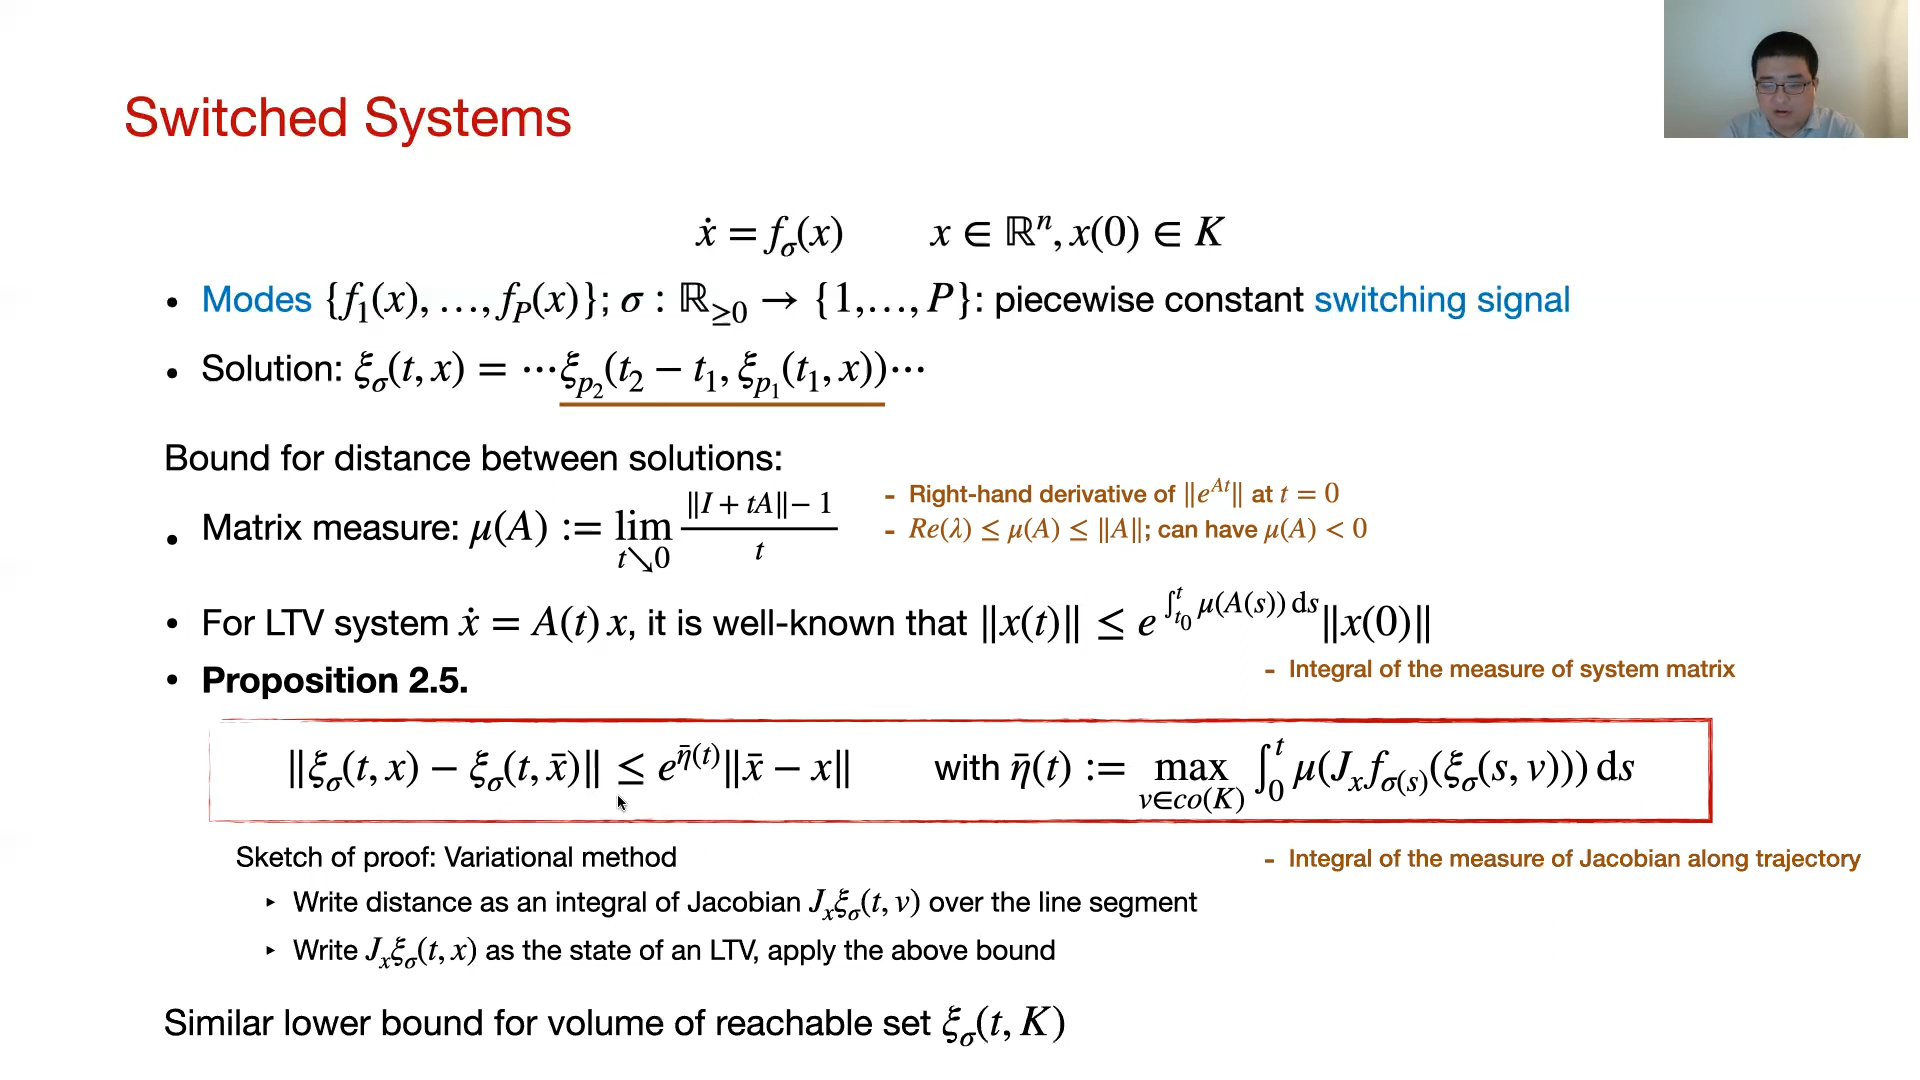 Switched Systems
ẋ = f_σ(x) x ∈ ℝⁿ, x(0) ∈ K
• Modes {f₁(x), …, f_P(x)}; σ : ℝ_≥0 → {1,…, P}: piecewise constant switching signal
• Solution: ξ_σ(t, x) = ⋯ξ_{p₂}(t₂ − t₁, ξ_{p₁}(t₁, x))⋯
Bound for distance between solutions:
• Matrix measure: μ(A) := lim_{t↘0} (‖I + tA‖ − 1)/t
- Right-hand derivative of ‖e^{At}‖ at t = 0
- Re(λ) ≤ μ(A) ≤ ‖A‖; can have μ(A) < 0
• For LTV system ẋ = A(t) x, it is well-known that ‖x(t)‖ ≤ e^{∫_{t₀}^{t} μ(A(s)) ds}‖x(0)‖
- Integral of the measure of system matrix
• Proposition 2.5.
‖ξ_σ(t, x) − ξ_σ(t, x̄)‖ ≤ e^{η̄(t)}‖x̄ − x‖ with η̄(t) := max_{v∈co(K)} ∫_0^t μ(J_x f_{σ(s)}(ξ_σ(s, v))) ds
Sketch of proof: Variational method
- Integral of the measure of Jacobian along trajectory
‣ Write distance as an integral of Jacobian J_xξ_σ(t, v) over the line segment
‣ Write J_xξ_σ(t, x) as the state of an LTV, apply the above bound
Similar lower bound for volume of reachable set ξ_σ(t, K)